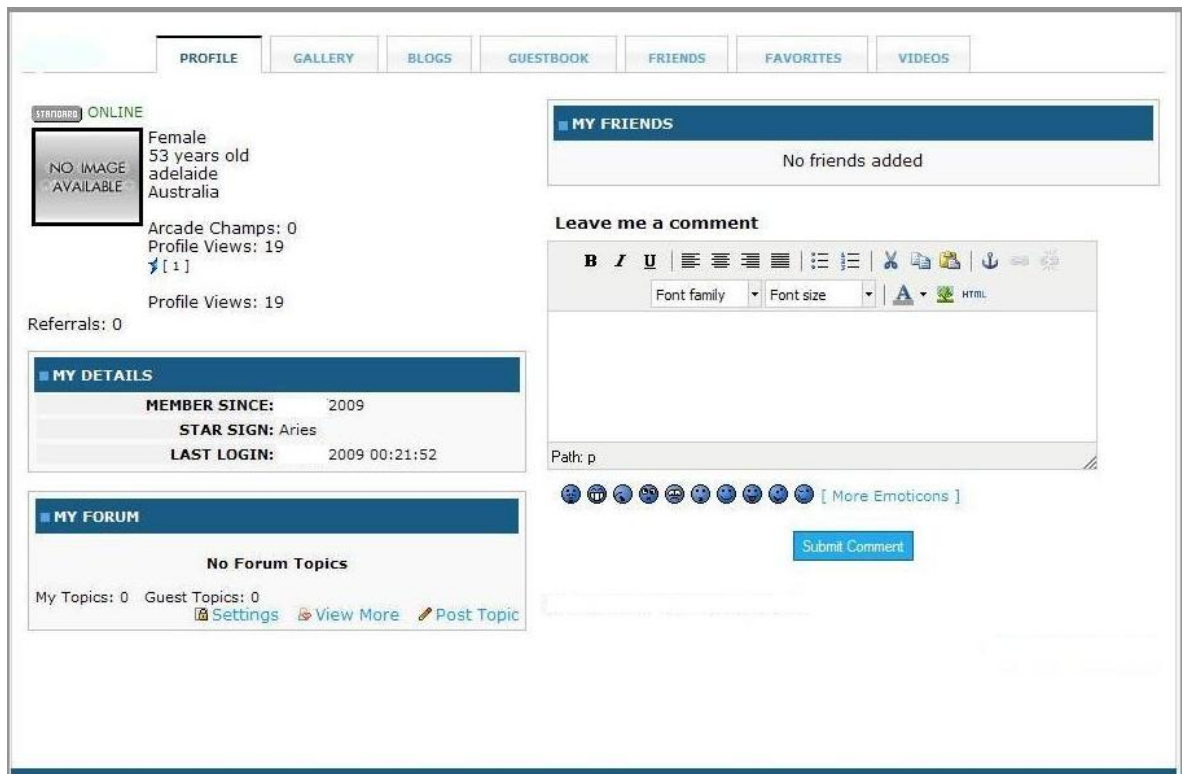 PROFILE GALLERY BLOGS GUESTBOOK FRIENDS FAVORITES VIDEOS
STANDARD ONLINE
NO IMAGE
AVAILABLE
Female
53 years old
adelaide
Australia
Arcade Champs: 0
Profile Views: 19
[ 1 ]
Profile Views: 19
Referrals: 0
MY DETAILS
MEMBER SINCE: 2009
STAR SIGN: Aries
LAST LOGIN: 2009 00:21:52
MY FORUM
No Forum Topics
My Topics: 0 Guest Topics: 0
Settings View More Post Topic
MY FRIENDS
No friends added
Leave me a comment
B I U
Font family Font size A HTML
Path: p
[ More Emoticons ]
Submit Comment